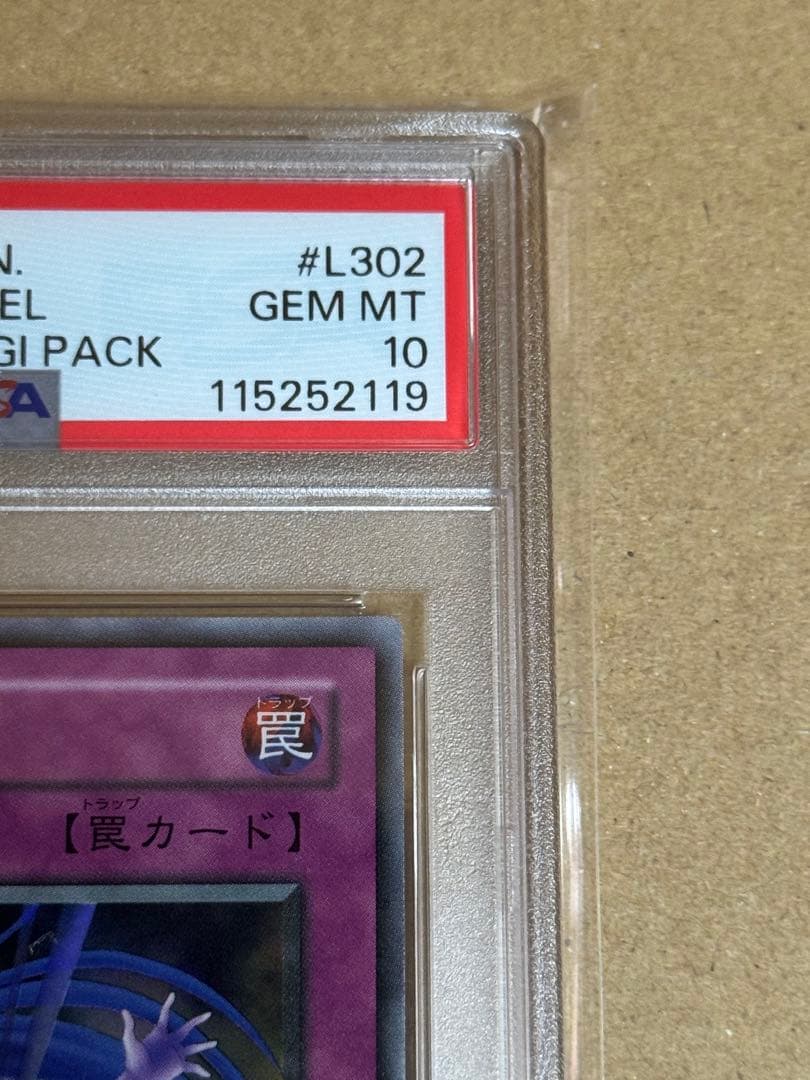 N. #L302
EL GEM MT
GI PACK 10
SA 115252119
トラップ
罠
トラップ
【罠カード】